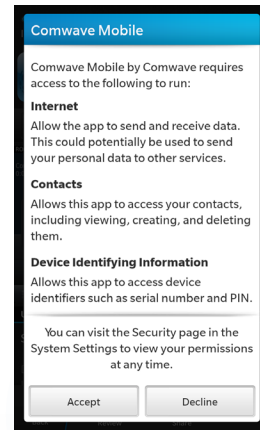 Comwave Mobile
Comwave Mobile by Comwave requires
access to the following to run:
Internet
Allow the app to send and receive data.
This could potentially be used to send
your personal data to other services.
Contacts
Allows this app to access your contacts,
including viewing, creating, and deleting
them.
Device Identifying Information
Allows this app to access device
identifiers such as serial number and PIN.
You can visit the Security page in the
System Settings to view your permissions
at any time.
Accept Decline
Back Review Share